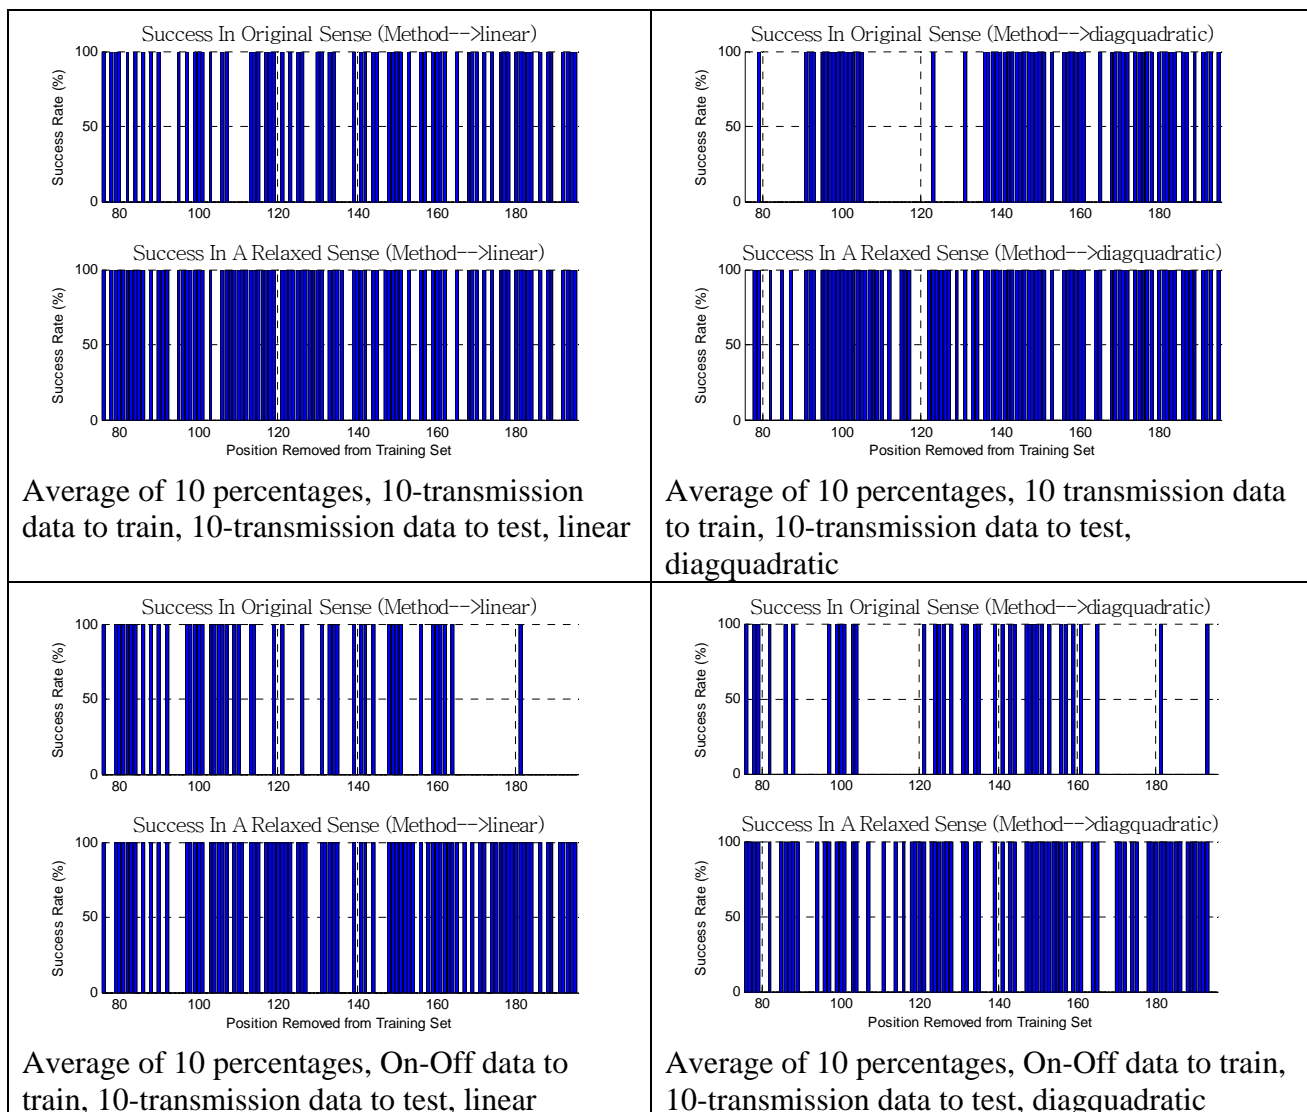 Success In Original Sense (Method-->linear)
100
50
0
Success Rate (%)
80 100 120 140 160 180
Success In A Relaxed Sense (Method-->linear)
100
50
0
Success Rate (%)
80 100 120 140 160 180
Position Removed from Training Set
Average of 10 percentages, 10-transmission
data to train, 10-transmission data to test, linear
Success In Original Sense (Method-->diagquadratic)
100
50
0
Success Rate (%)
80 100 120 140 160 180
Success In A Relaxed Sense (Method-->diagquadratic)
100
50
0
Success Rate (%)
80 100 120 140 160 180
Position Removed from Training Set
Average of 10 percentages, 10 transmission data
to train, 10-transmission data to test,
diagquadratic
Success In Original Sense (Method-->linear)
100
50
0
Success Rate (%)
80 100 120 140 160 180
Success In A Relaxed Sense (Method-->linear)
100
50
0
Success Rate (%)
80 100 120 140 160 180
Position Removed from Training Set
Average of 10 percentages, On-Off data to
train, 10-transmission data to test, linear
Success In Original Sense (Method-->diagquadratic)
100
50
0
Success Rate (%)
80 100 120 140 160 180
Success In A Relaxed Sense (Method-->diagquadratic)
100
50
0
Success Rate (%)
80 100 120 140 160 180
Position Removed from Training Set
Average of 10 percentages, On-Off data to train,
10-transmission data to test, diagquadratic